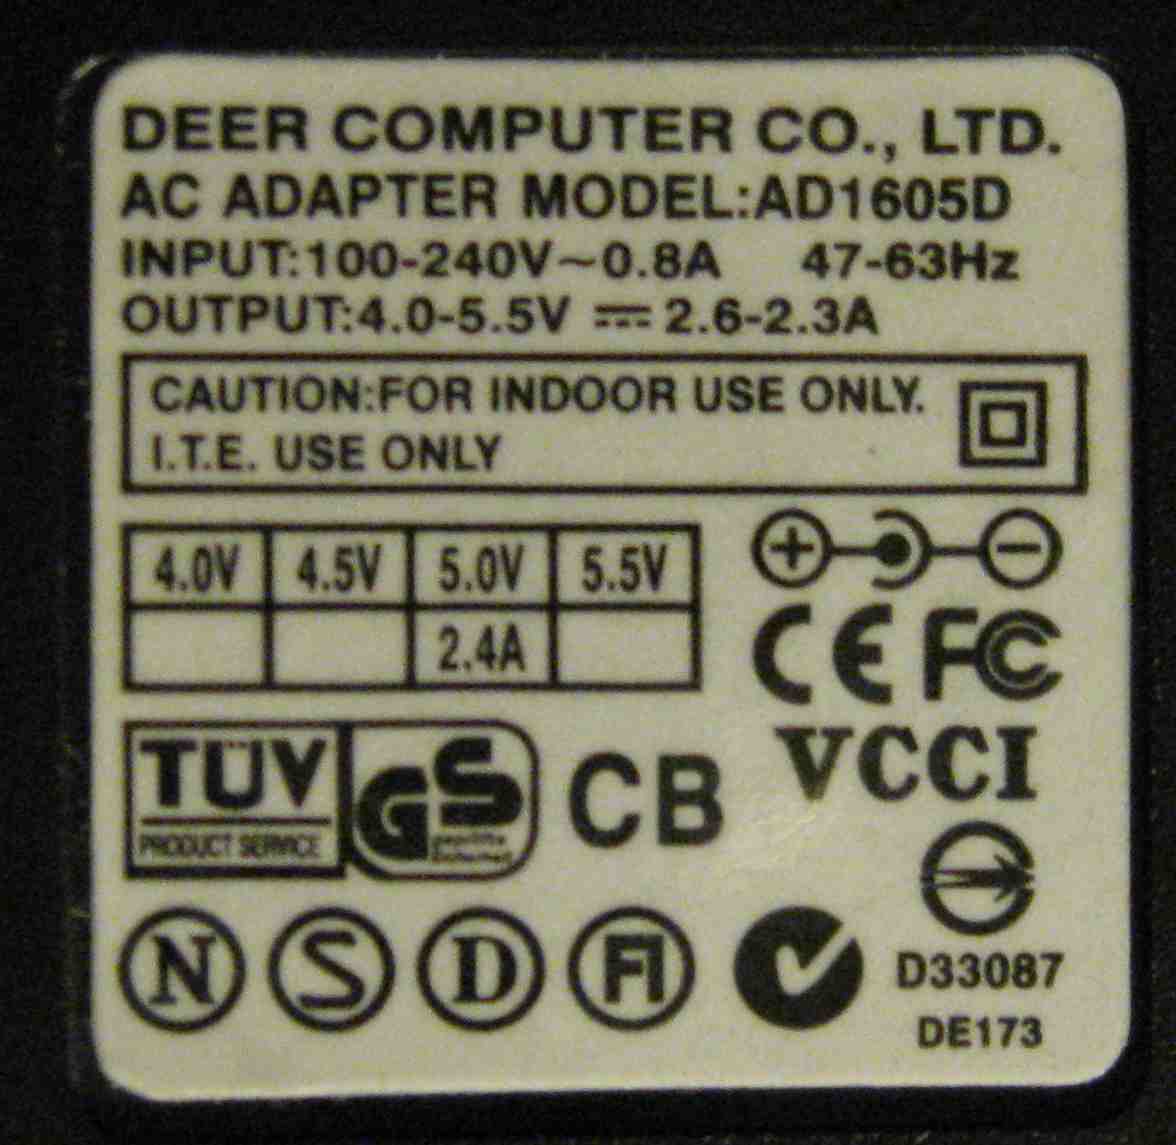 DEER COMPUTER CO., LTD.
AC ADAPTER MODEL:AD1605D
INPUT:100-240V~0.8A 47-63Hz
OUTPUT:4.0-5.5V ⎓ 2.6-2.3A
CAUTION:FOR INDOOR USE ONLY.
I.T.E. USE ONLY
4.0V 4.5V 5.0V 5.5V
2.4A
CE FC
VCCI
TÜV
PRODUCT SERVICE
GS
geprüfte
Sicherheit
CB
N S D FI
D33087
DE173